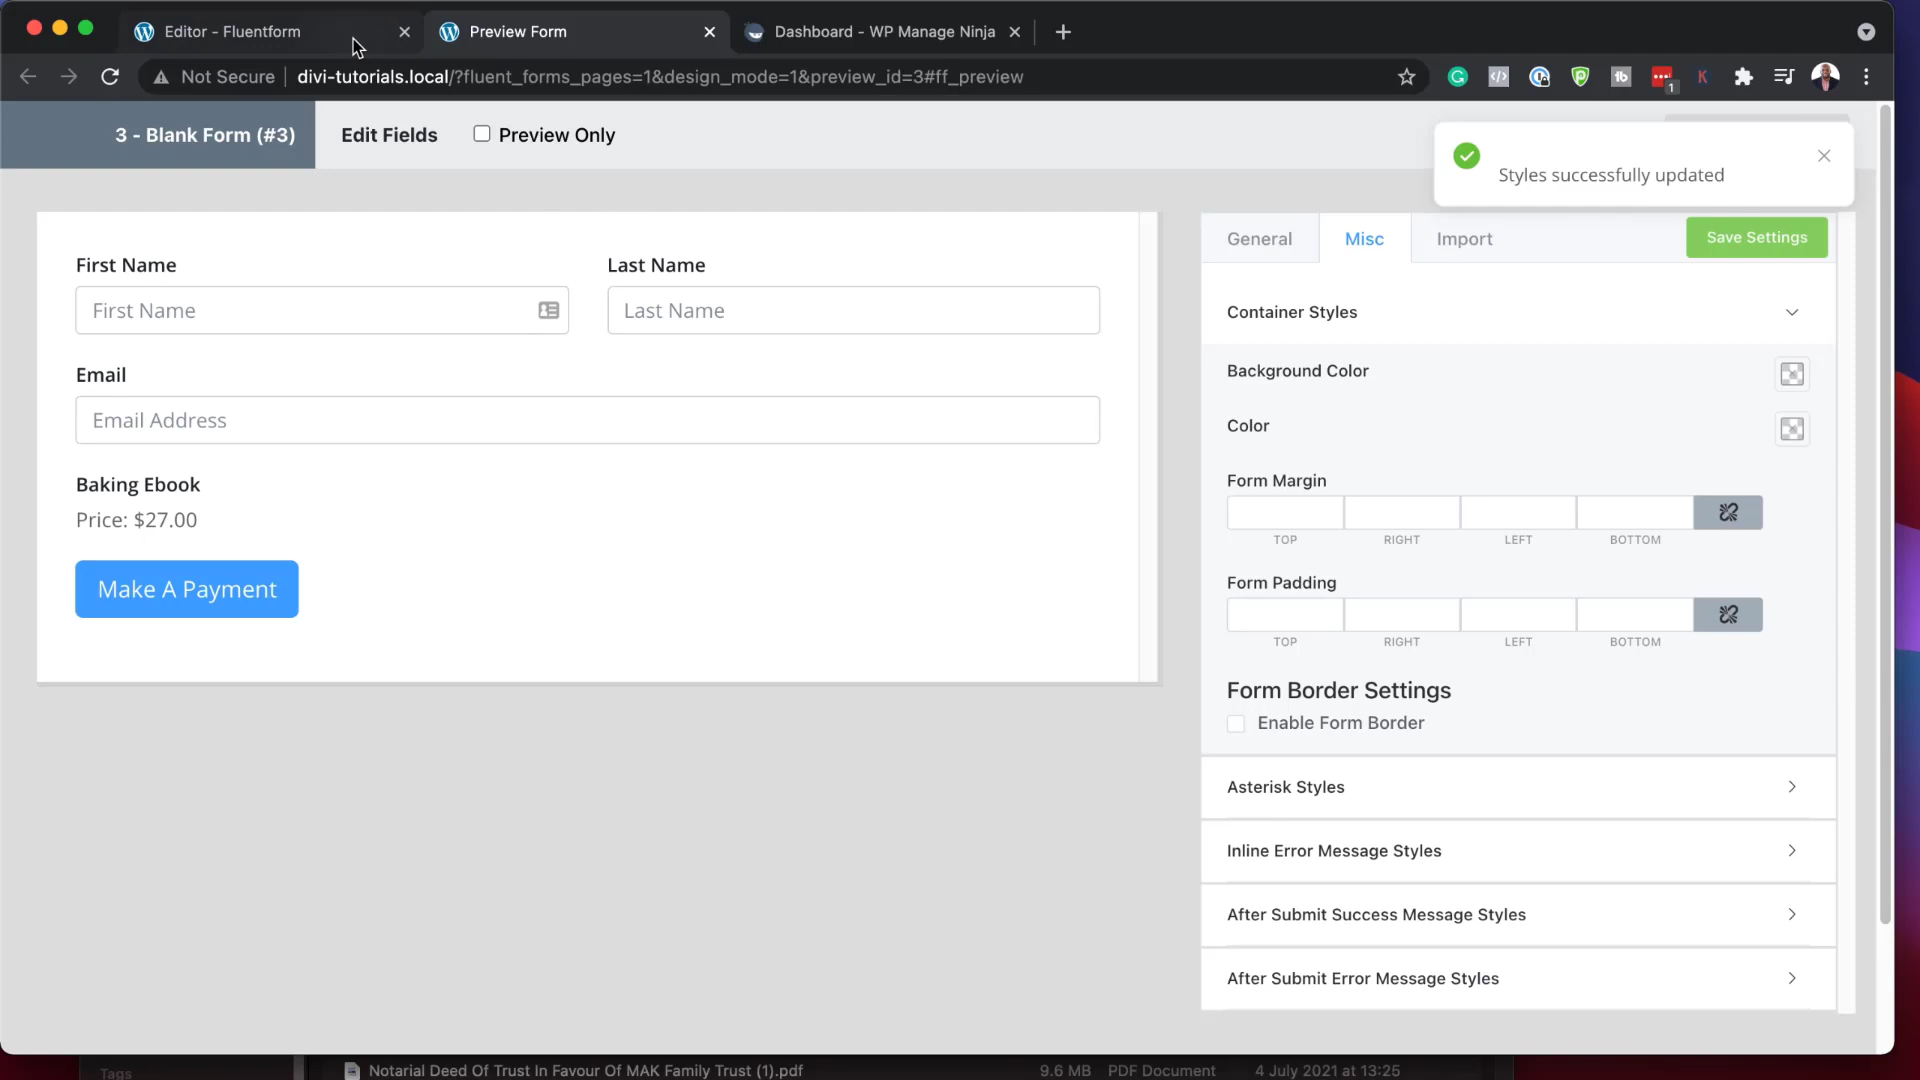 Editor - Fluentform
Preview Form
Dashboard - WP Manage Ninja
Not Secure
divi-tutorials.local/?fluent_forms_pages=1&design_mode=1&preview_id=3#ff_preview
1
3 - Blank Form (#3)
Edit Fields
Preview Only
Styles successfully updated
General
Misc
Import
Save Settings
First Name
Last Name
First Name
Last Name
Email
Email Address
Baking Ebook
Price: $27.00
Make A Payment
Container Styles
Background Color
Color
Form Margin
TOP RIGHT LEFT BOTTOM
Form Padding
TOP RIGHT LEFT BOTTOM
Form Border Settings
Enable Form Border
Asterisk Styles
Inline Error Message Styles
After Submit Success Message Styles
After Submit Error Message Styles
Tags
Notarial Deed Of Trust In Favour Of MAK Family Trust (1).pdf
9.6 MB
PDF Document
4 July 2021 at 13:25